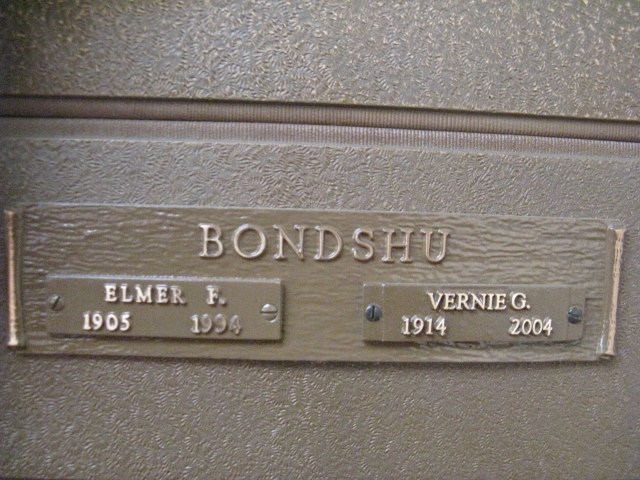 BONDSHU
ELMER F.
1905 1994
VERNIE G.
1914 2004